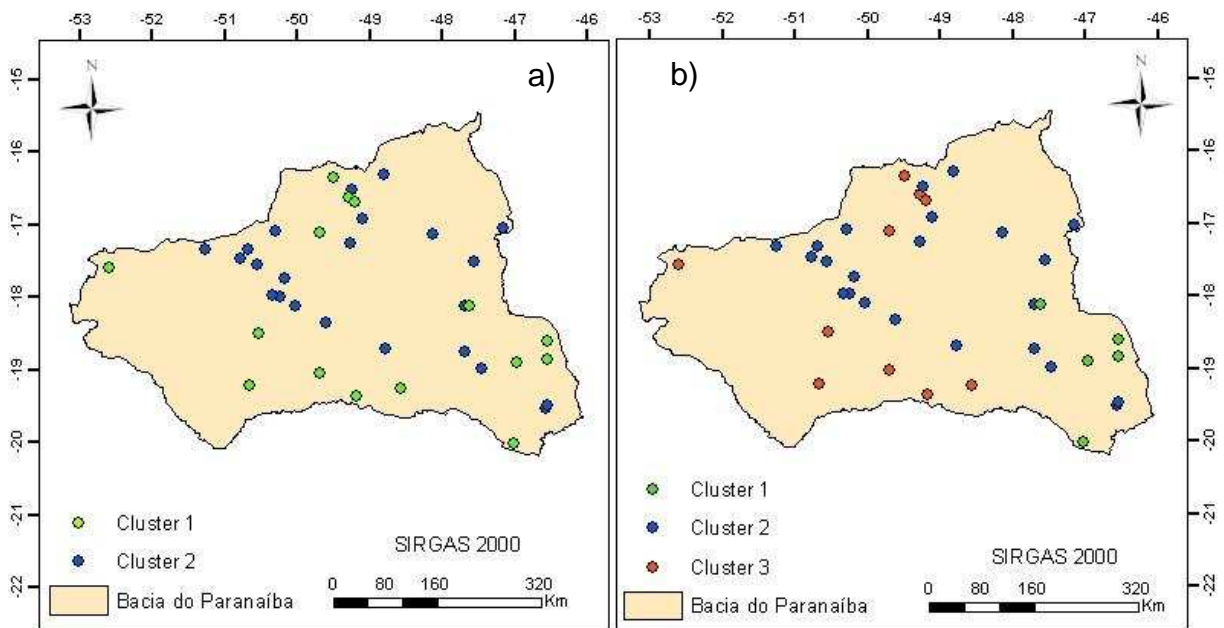 -53 -52 -51 -50 -49 -48 -47 -46
a)
N
-15
-16
-17
-18
-19
-20
-21
-22
Cluster 1
Cluster 2
Bacia do Paranaíba
SIRGAS 2000
0 80 160 320
Km
-53 -52 -51 -50 -49 -48 -47 -46
b)
N
-15
-16
-17
-18
-19
-20
-21
-22
Cluster 1
Cluster 2
Cluster 3
Bacia do Paranaíba
SIRGAS 2000
0 80 160 320
Km